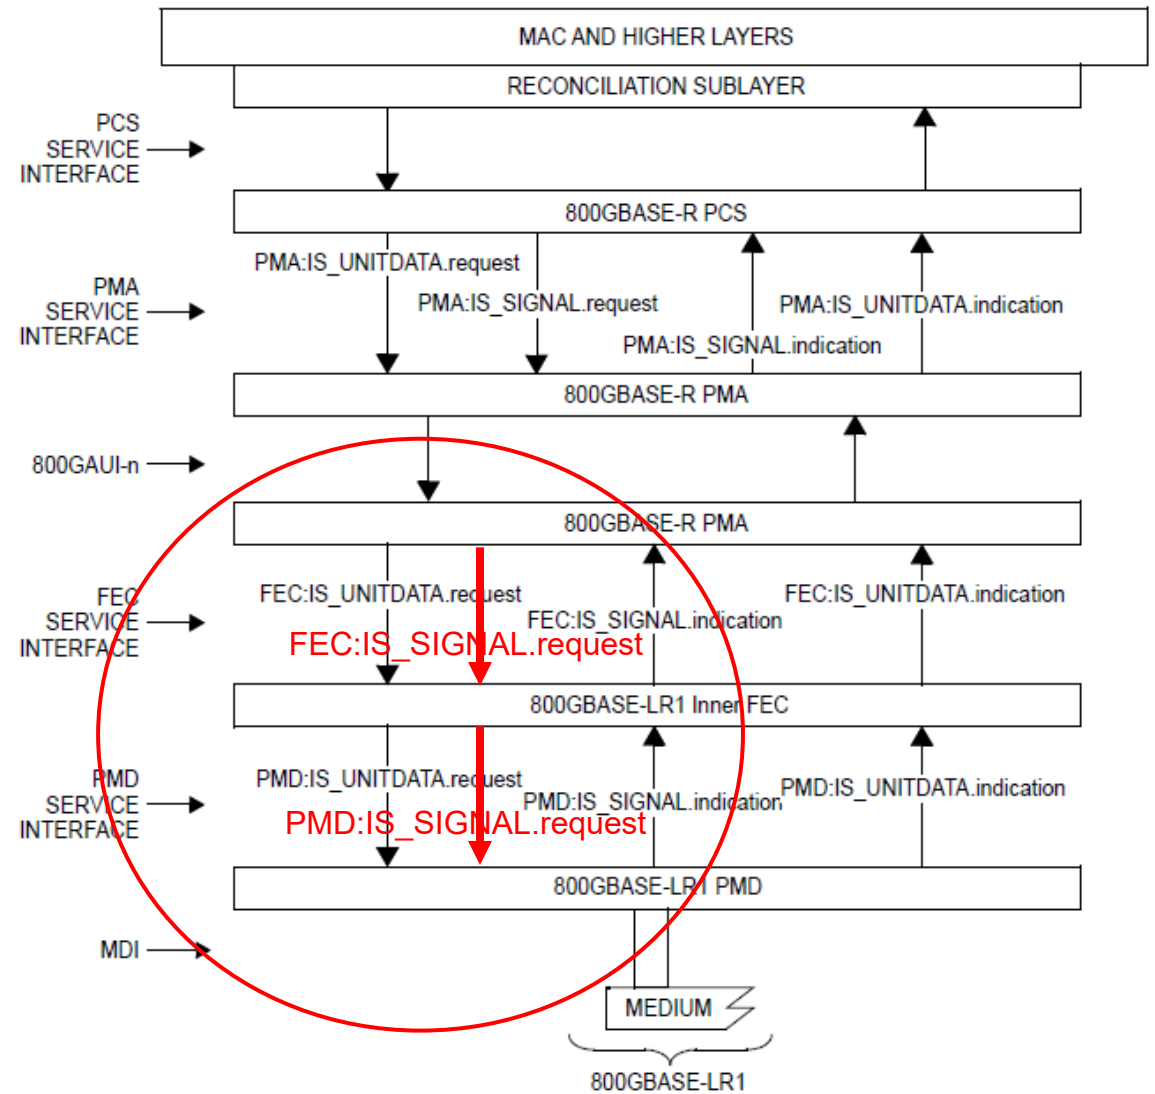 MAC AND HIGHER LAYERS
RECONCILIATION SUBLAYER
PCS
SERVICE
INTERFACE
800GBASE-R PCS
PMA:IS_UNITDATA.request
PMA
SERVICE
INTERFACE
PMA:IS_SIGNAL.request
PMA:IS_UNITDATA.indication
PMA:IS_SIGNAL.indication
800GBASE-R PMA
800GAUI-n
800GBASE-R PMA
FEC
SERVICE
INTERFACE
FEC:IS_UNITDATA.request
FEC:IS_UNITDATA.indication
FEC:IS_SIGNAL.indication
FEC:IS_SIGNAL.request
800GBASE-LR1 Inner FEC
PMD
SERVICE
INTERFACE
PMD:IS_UNITDATA.request
PMD:IS_UNITDATA.indication
PMD:IS_SIGNAL.indication
PMD:IS_SIGNAL.request
800GBASE-LR1 PMD
MDI
MEDIUM
800GBASE-LR1